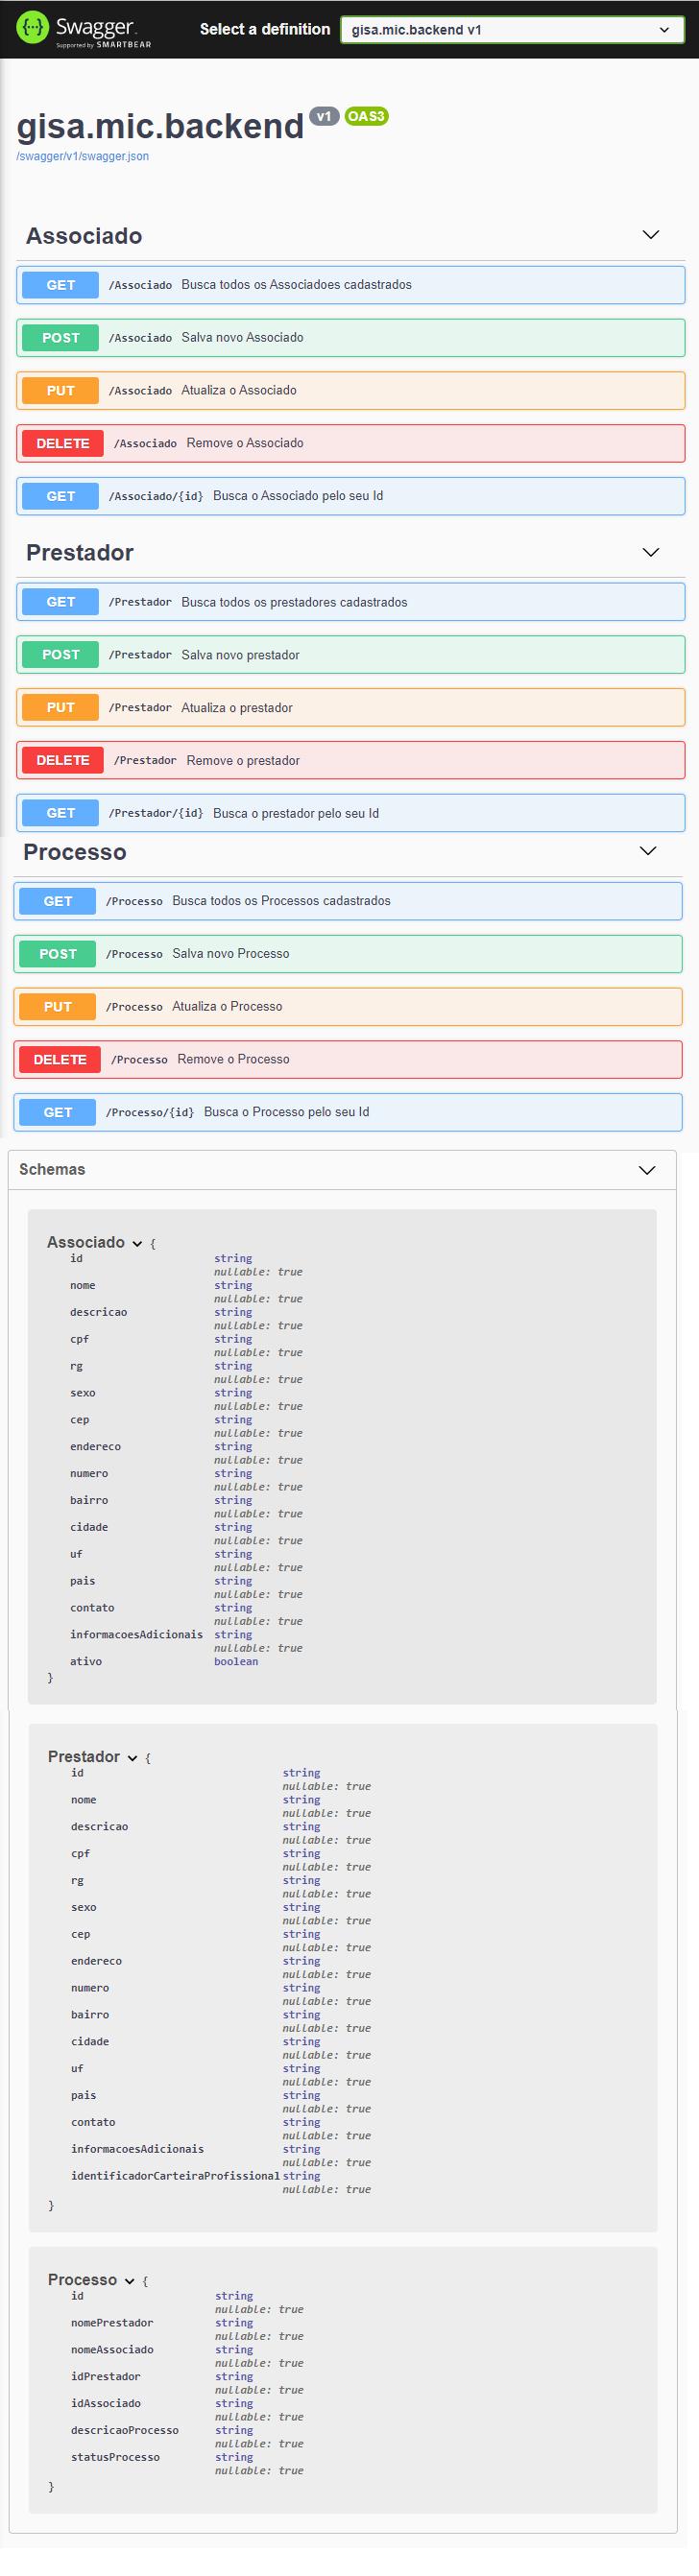 Swagger
Supported by SMARTBEAR
Select a definition
gisa.mic.backend v1
gisa.mic.backend v1 OAS3
/swagger/v1/swagger.json
Associado
GET /Associado Busca todos os Associadoes cadastrados
POST /Associado Salva novo Associado
PUT /Associado Atualiza o Associado
DELETE /Associado Remove o Associado
GET /Associado/{id} Busca o Associado pelo seu Id
Prestador
GET /Prestador Busca todos os prestadores cadastrados
POST /Prestador Salva novo prestador
PUT /Prestador Atualiza o prestador
DELETE /Prestador Remove o prestador
GET /Prestador/{id} Busca o prestador pelo seu Id
Processo
GET /Processo Busca todos os Processos cadastrados
POST /Processo Salva novo Processo
PUT /Processo Atualiza o Processo
DELETE /Processo Remove o Processo
GET /Processo/{id} Busca o Processo pelo seu Id
Schemas
Associado {
id string
nullable: true
nome string
nullable: true
descricao string
nullable: true
cpf string
nullable: true
rg string
nullable: true
sexo string
nullable: true
cep string
nullable: true
endereco string
nullable: true
numero string
nullable: true
bairro string
nullable: true
cidade string
nullable: true
uf string
nullable: true
pais string
nullable: true
contato string
nullable: true
informacoesAdicionais string
nullable: true
ativo boolean
}
Prestador {
id string
nullable: true
nome string
nullable: true
descricao string
nullable: true
cpf string
nullable: true
rg string
nullable: true
sexo string
nullable: true
cep string
nullable: true
endereco string
nullable: true
numero string
nullable: true
bairro string
nullable: true
cidade string
nullable: true
uf string
nullable: true
pais string
nullable: true
contato string
nullable: true
informacoesAdicionais string
nullable: true
identificadorCarteiraProfissional string
nullable: true
}
Processo {
id string
nullable: true
nomePrestador string
nullable: true
nomeAssociado string
nullable: true
idPrestador string
nullable: true
idAssociado string
nullable: true
descricaoProcesso string
nullable: true
statusProcesso string
nullable: true
}